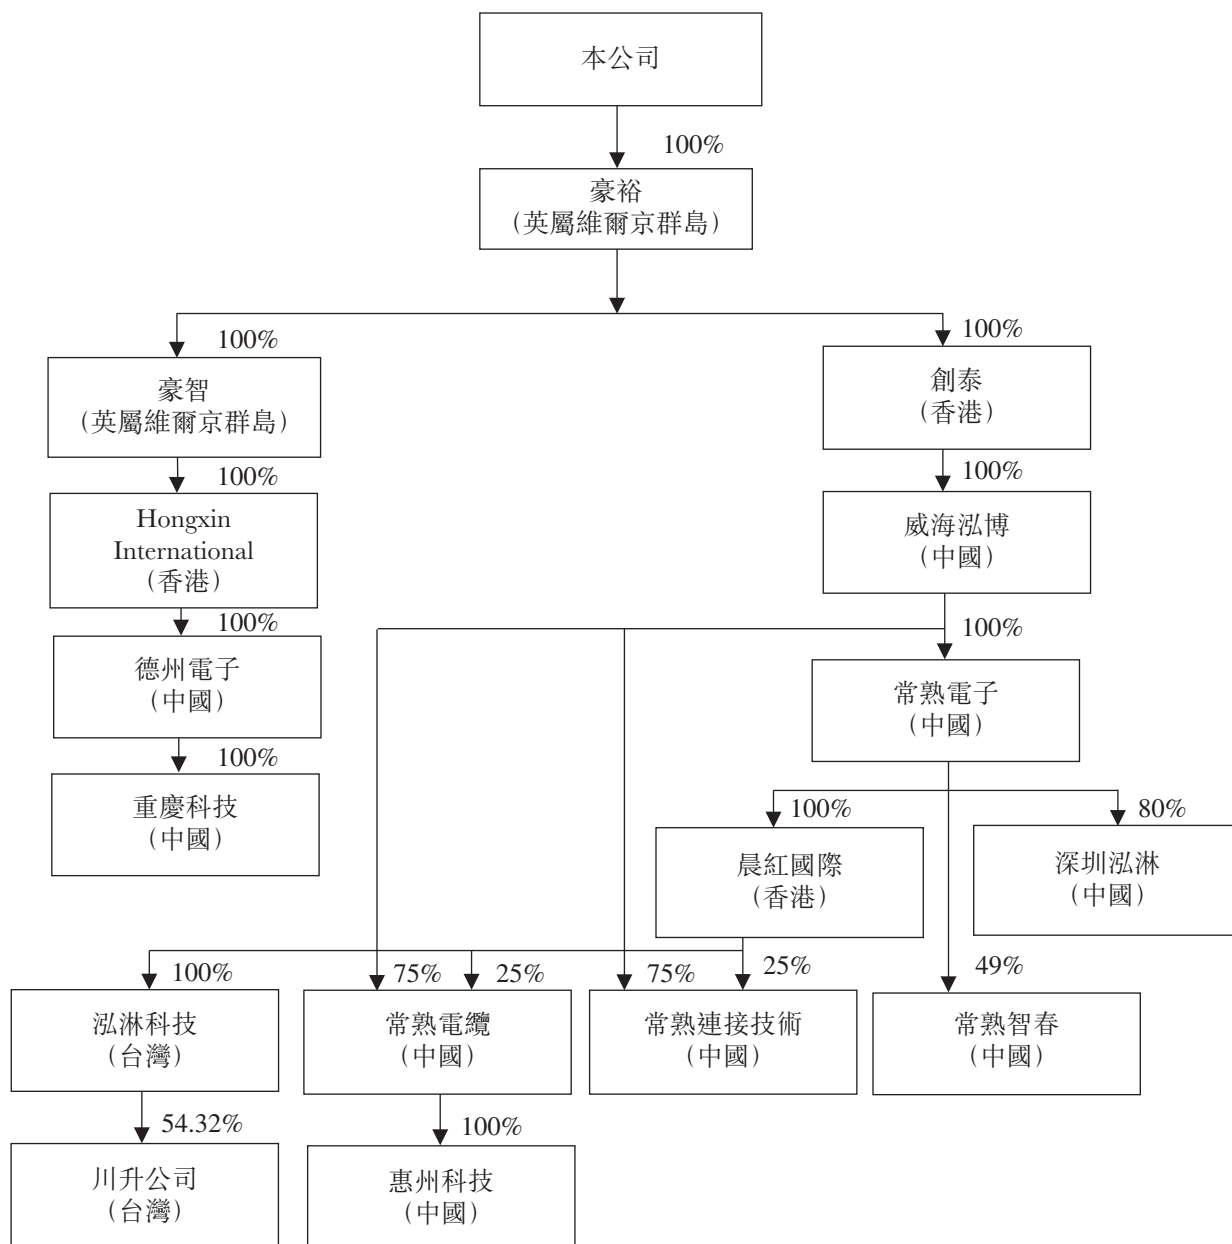 本公司
100%
豪裕
(英屬維爾京群島)
100%
100%
豪智
(英屬維爾京群島)
創泰
(香港)
100%
100%
Hongxin
International
(香港)
威海泓博
(中國)
100%
100%
德州電子
(中國)
常熟電子
(中國)
100%
重慶科技
(中國)
100%
80%
晨紅國際
(香港)
深圳泓淋
(中國)
100%
75%
25%
75%
25%
49%
泓淋科技
(台灣)
常熟電纜
(中國)
常熟連接技術
(中國)
常熟智春
(中國)
54.32%
100%
川升公司
(台灣)
惠州科技
(中國)